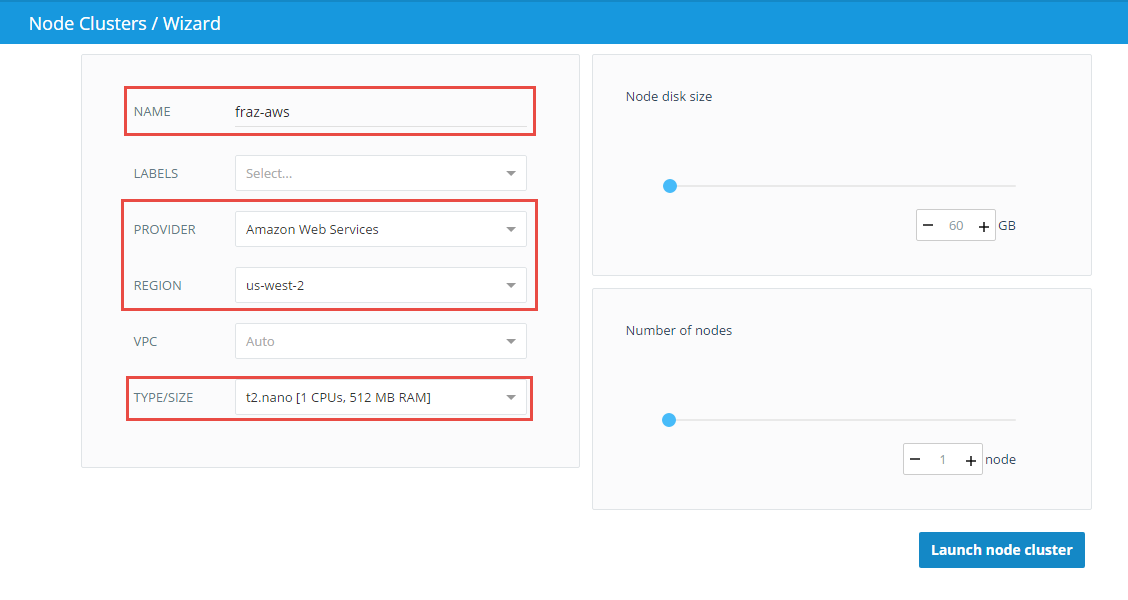 Node Clusters / Wizard
NAME fraz-aws
LABELS Select...
PROVIDER Amazon Web Services
REGION us-west-2
VPC Auto
TYPE/SIZE t2.nano [1 CPUs, 512 MB RAM]
Node disk size
− 60 + GB
Number of nodes
− 1 + node
Launch node cluster